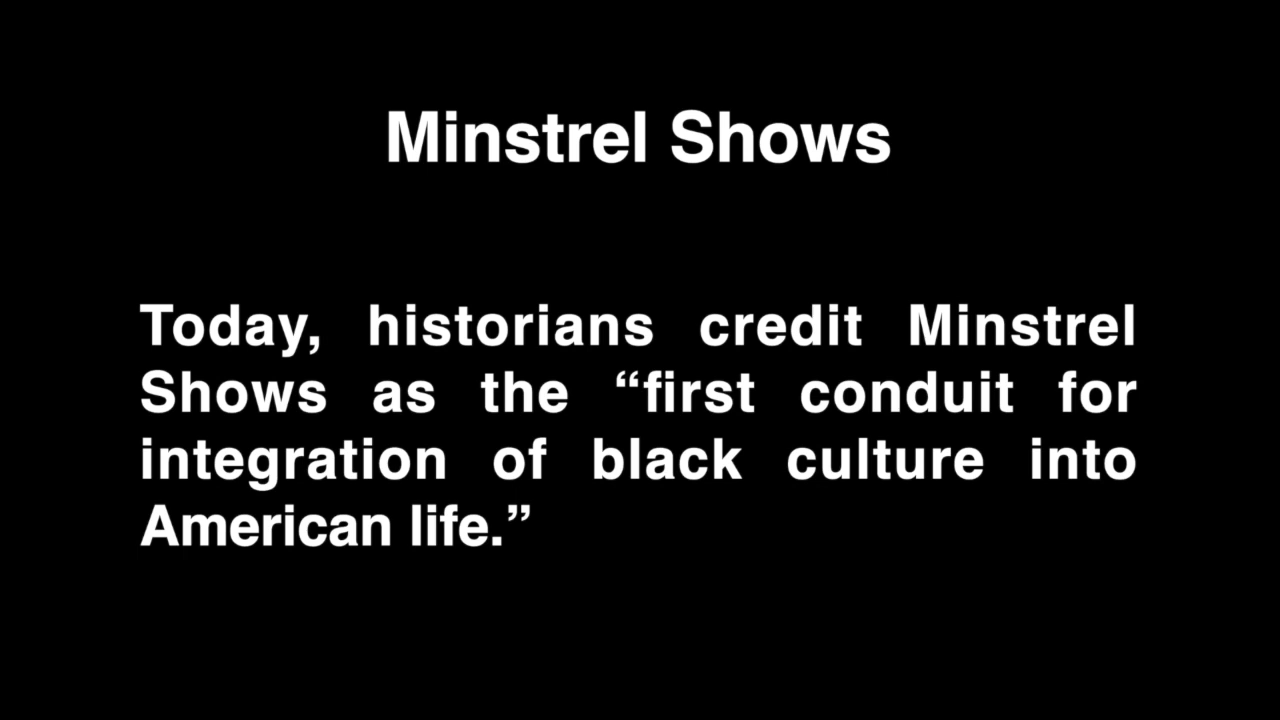 Minstrel Shows
Today, historians credit Minstrel
Shows as the “first conduit for
integration of black culture into
American life.”